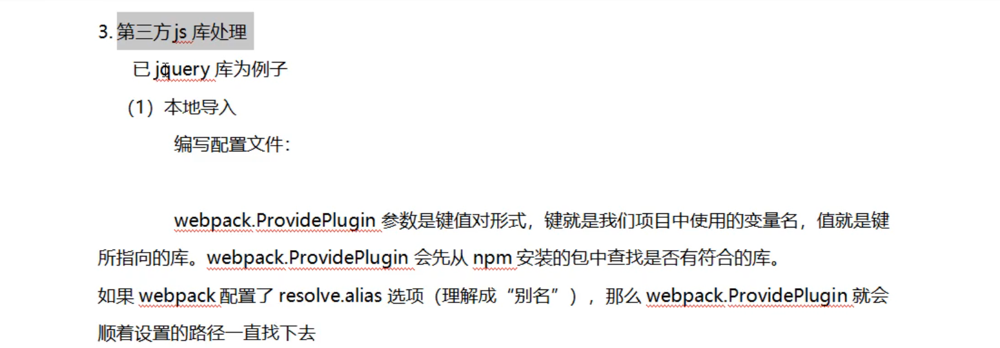 3. 第三方 js 库处理
已 jquery 库为例子
（1）本地导入
编写配置文件：
webpack.ProvidePlugin 参数是键值对形式，键就是我们项目中使用的变量名，值就是键
所指向的库。webpack.ProvidePlugin 会先从 npm 安装的包中查找是否有符合的库。
如果 webpack 配置了 resolve.alias 选项（理解成“别名”），那么 webpack.ProvidePlugin 就会
顺着设置的路径一直找下去